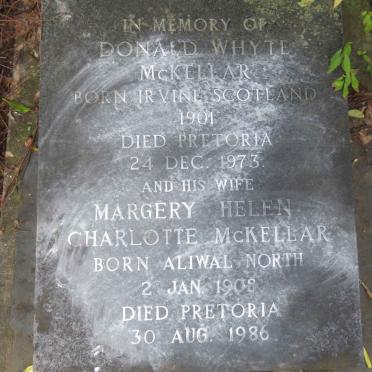 IN MEMORY OF
DONALD WHYTE
McKELLAR
BORN IRVINE SCOTLAND
1901
DIED PRETORIA
24 DEC. 1973.
AND HIS WIFE
MARGERY HELEN
CHARLOTTE McKELLAR
BORN ALIWAL NORTH
2 JAN. 1908
DIED PRETORIA
30 AUG. 1986